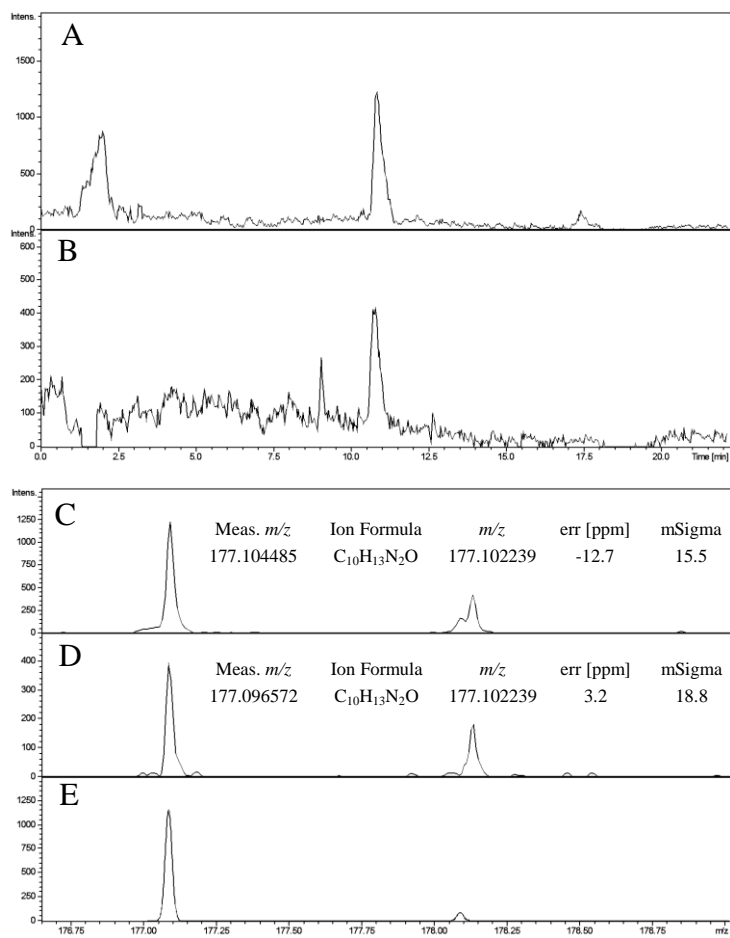 Intens.
A
1500
1000
500
0
Intens.
B
600
500
400
300
200
100
0
0.0 2.5 5.0 7.5 10.0 12.5 15.0 17.5 20.0 Time [min]
Intens.
C
1250
1000
750
500
250
0
Meas. m/z Ion Formula m/z err [ppm] mSigma
177.104485 C₁₀H₁₃N₂O 177.102239 -12.7 15.5
D
400
300
200
100
0
Meas. m/z Ion Formula m/z err [ppm] mSigma
177.096572 C₁₀H₁₃N₂O 177.102239 3.2 18.8
E
1250
1000
750
500
250
0
176.75 177.00 177.25 177.50 177.75 178.00 178.25 178.50 178.75 m/z